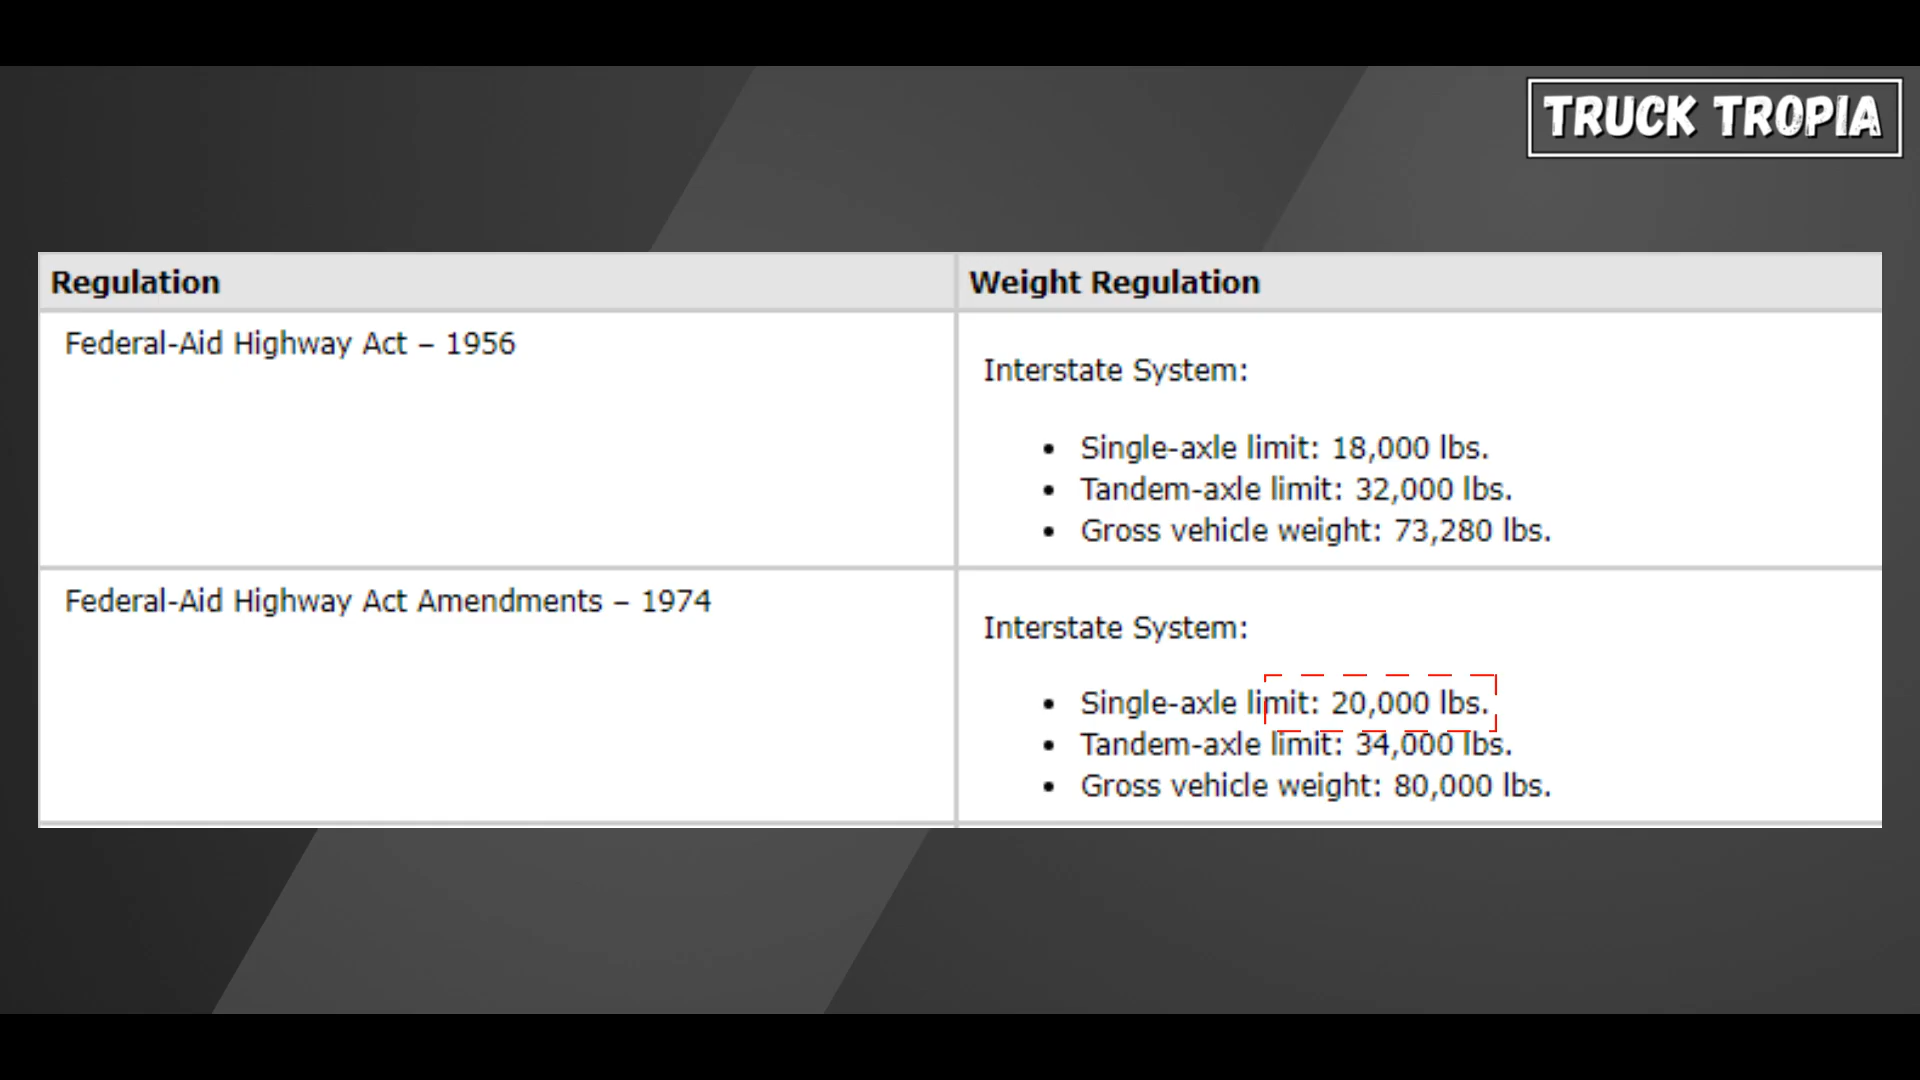 TRUCK TROPIA
Regulation
Weight Regulation
Federal-Aid Highway Act – 1956
Interstate System:
• Single-axle limit: 18,000 lbs.
• Tandem-axle limit: 32,000 lbs.
• Gross vehicle weight: 73,280 lbs.
Federal-Aid Highway Act Amendments – 1974
Interstate System:
• Single-axle limit: 20,000 lbs.
• Tandem-axle limit: 34,000 lbs.
• Gross vehicle weight: 80,000 lbs.